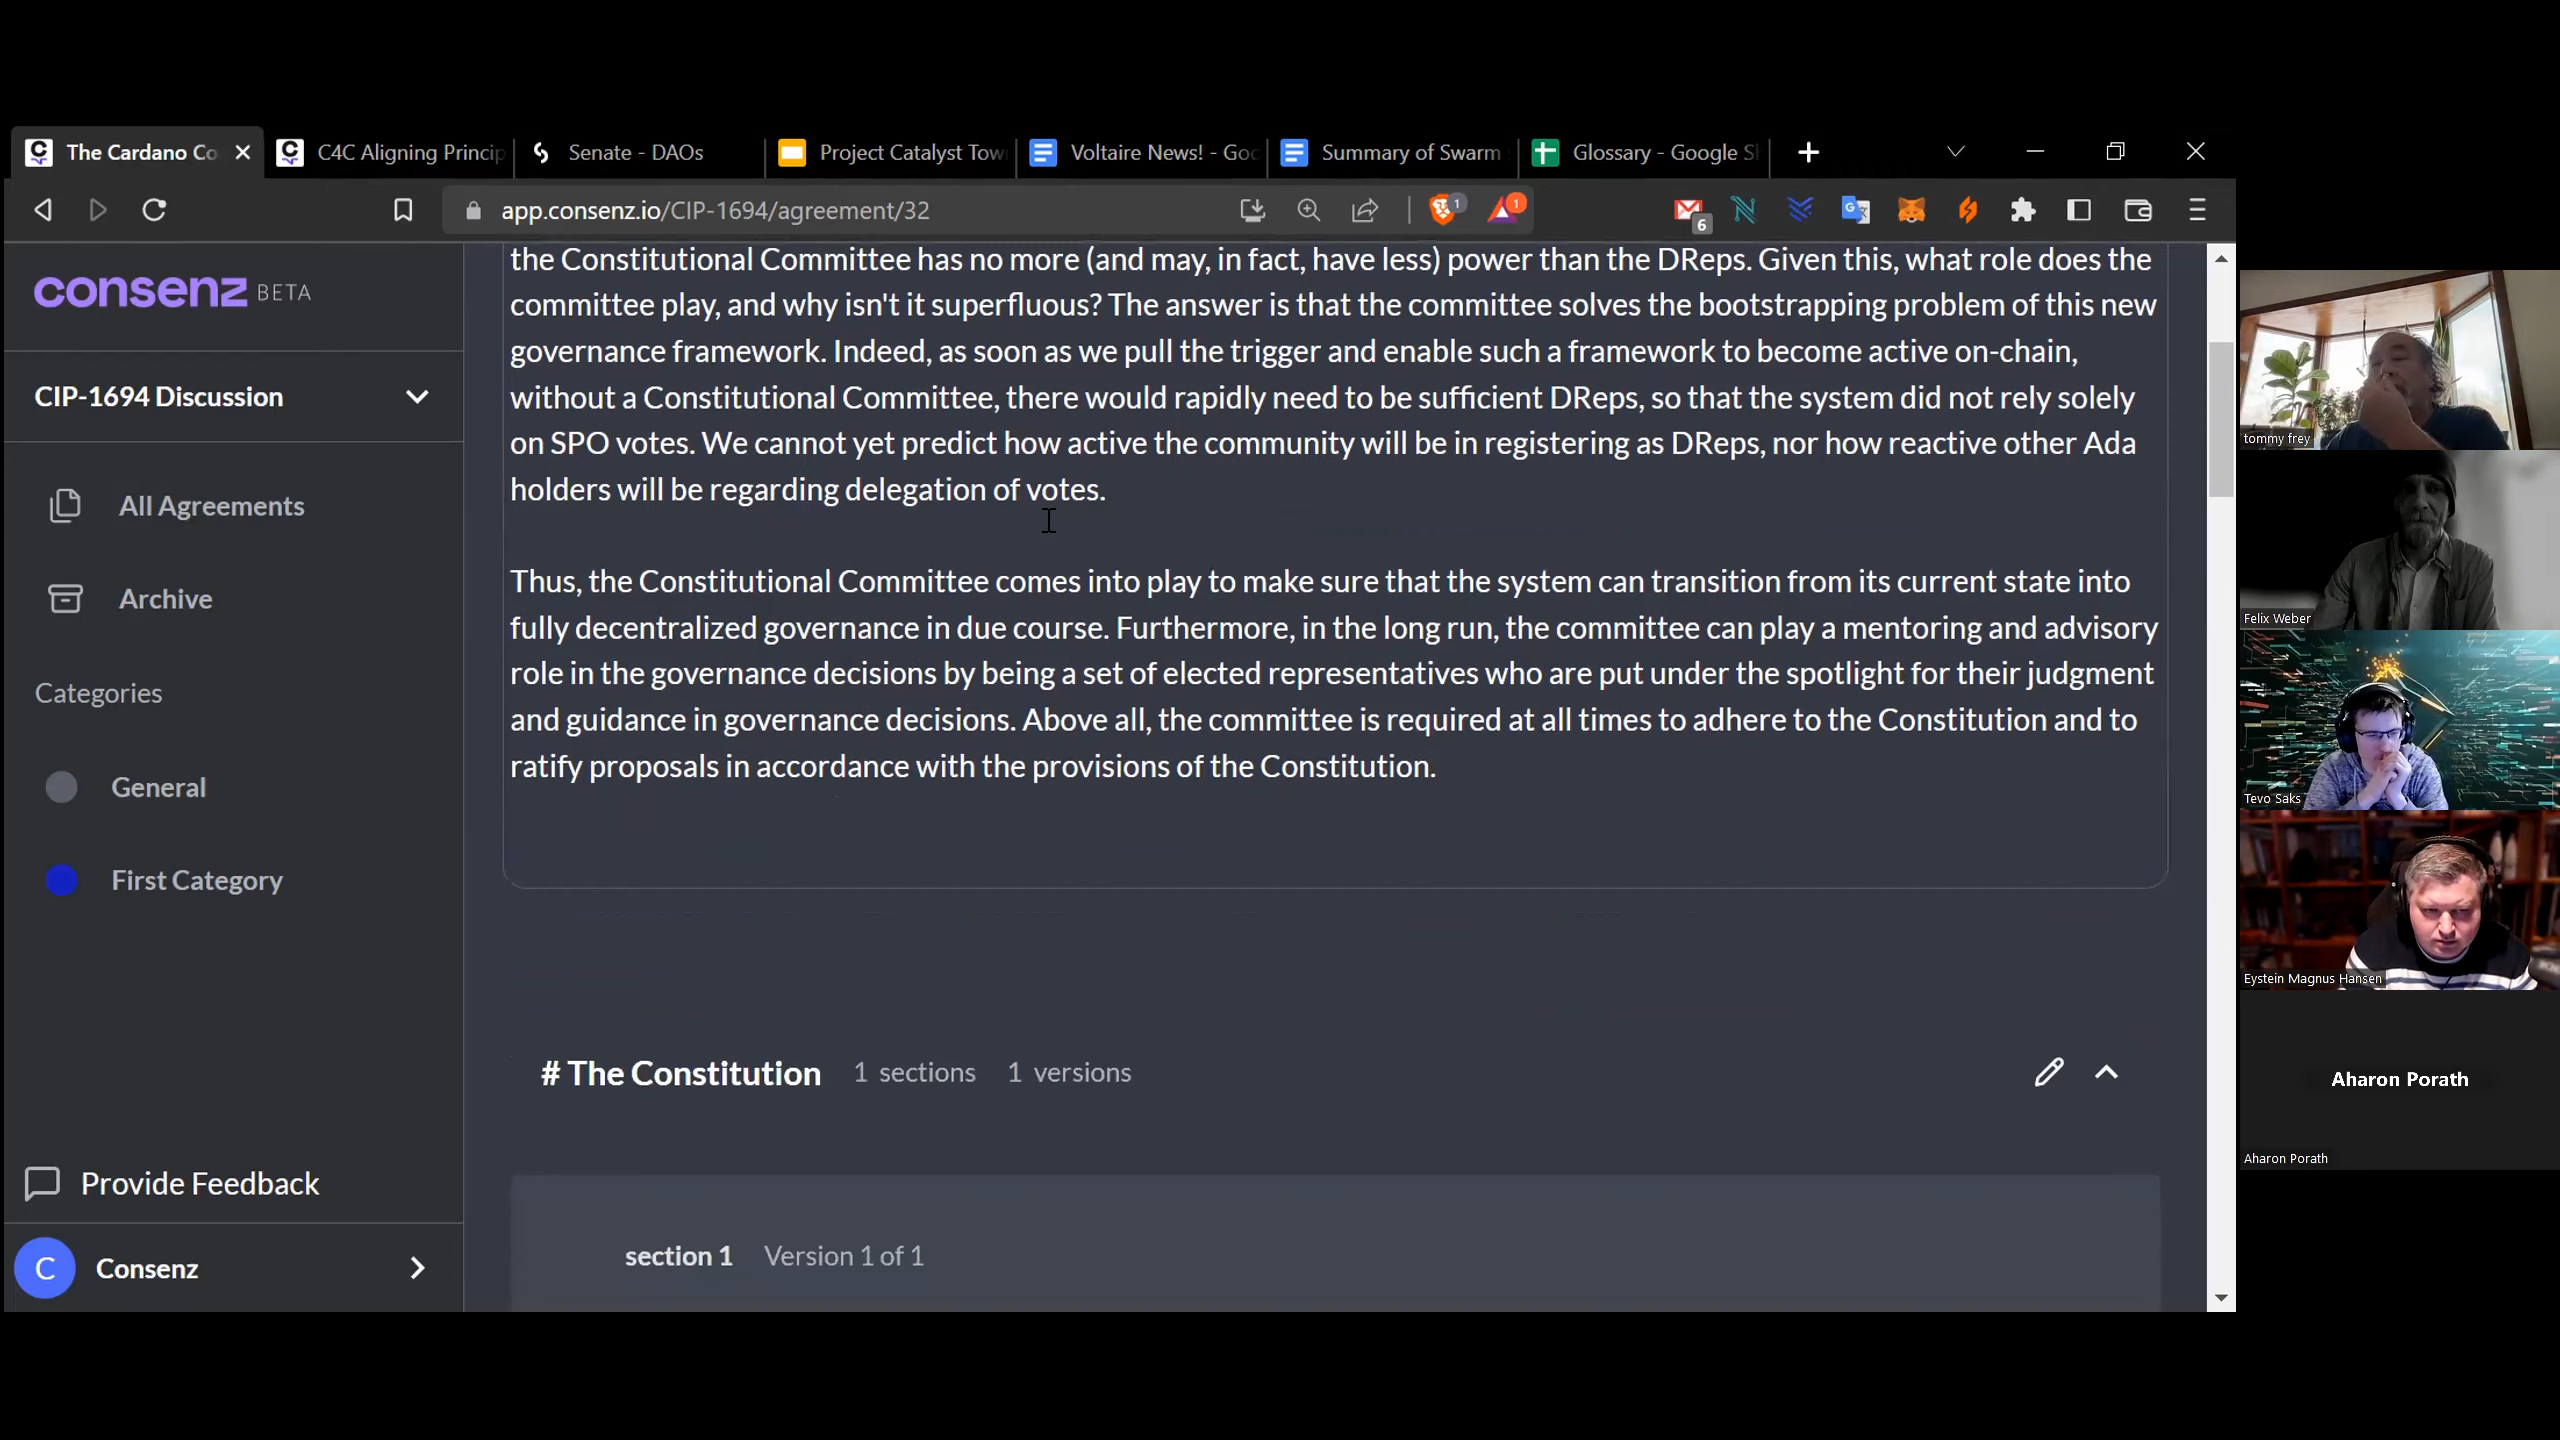 The Cardano Co
C4C Aligning Princip
Senate - DAOs
Project Catalyst Tow
Voltaire News! - Goo
Summary of Swarm
Glossary - Google Sh
app.consenz.io/CIP-1694/agreement/32
1
1
6
consenz BETA
CIP-1694 Discussion
All Agreements
Archive
Categories
General
First Category
Provide Feedback
C Consenz
the Constitutional Committee has no more (and may, in fact, have less) power than the DReps. Given this, what role does the
committee play, and why isn't it superfluous? The answer is that the committee solves the bootstrapping problem of this new
governance framework. Indeed, as soon as we pull the trigger and enable such a framework to become active on-chain,
without a Constitutional Committee, there would rapidly need to be sufficient DReps, so that the system did not rely solely
on SPO votes. We cannot yet predict how active the community will be in registering as DReps, nor how reactive other Ada
holders will be regarding delegation of votes.
Thus, the Constitutional Committee comes into play to make sure that the system can transition from its current state into
fully decentralized governance in due course. Furthermore, in the long run, the committee can play a mentoring and advisory
role in the governance decisions by being a set of elected representatives who are put under the spotlight for their judgment
and guidance in governance decisions. Above all, the committee is required at all times to adhere to the Constitution and to
ratify proposals in accordance with the provisions of the Constitution.
# The Constitution 1 sections 1 versions
section 1 Version 1 of 1
tommy frey
Felix Weber
Tevo Saks
Eystein Magnus Hansen
Aharon Porath
Aharon Porath